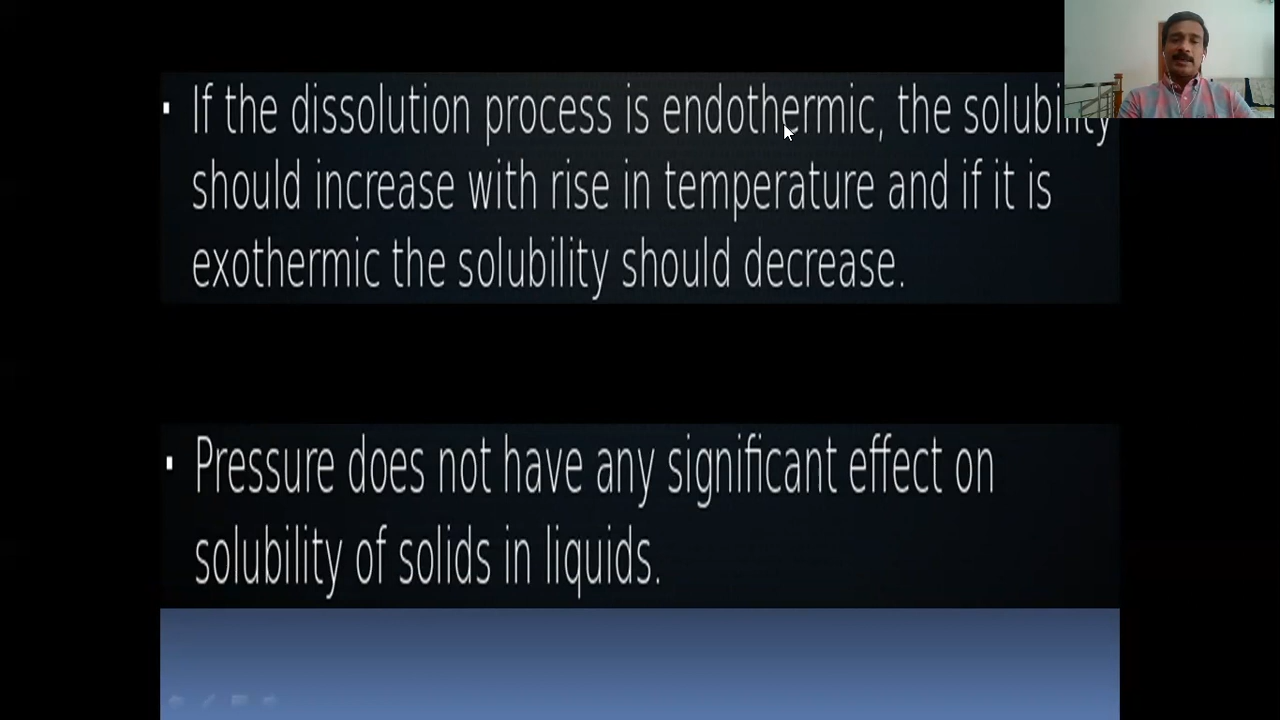 If the dissolution process is endothermic, the solubility
should increase with rise in temperature and if it is
exothermic the solubility should decrease.
Pressure does not have any significant effect on
solubility of solids in liquids.